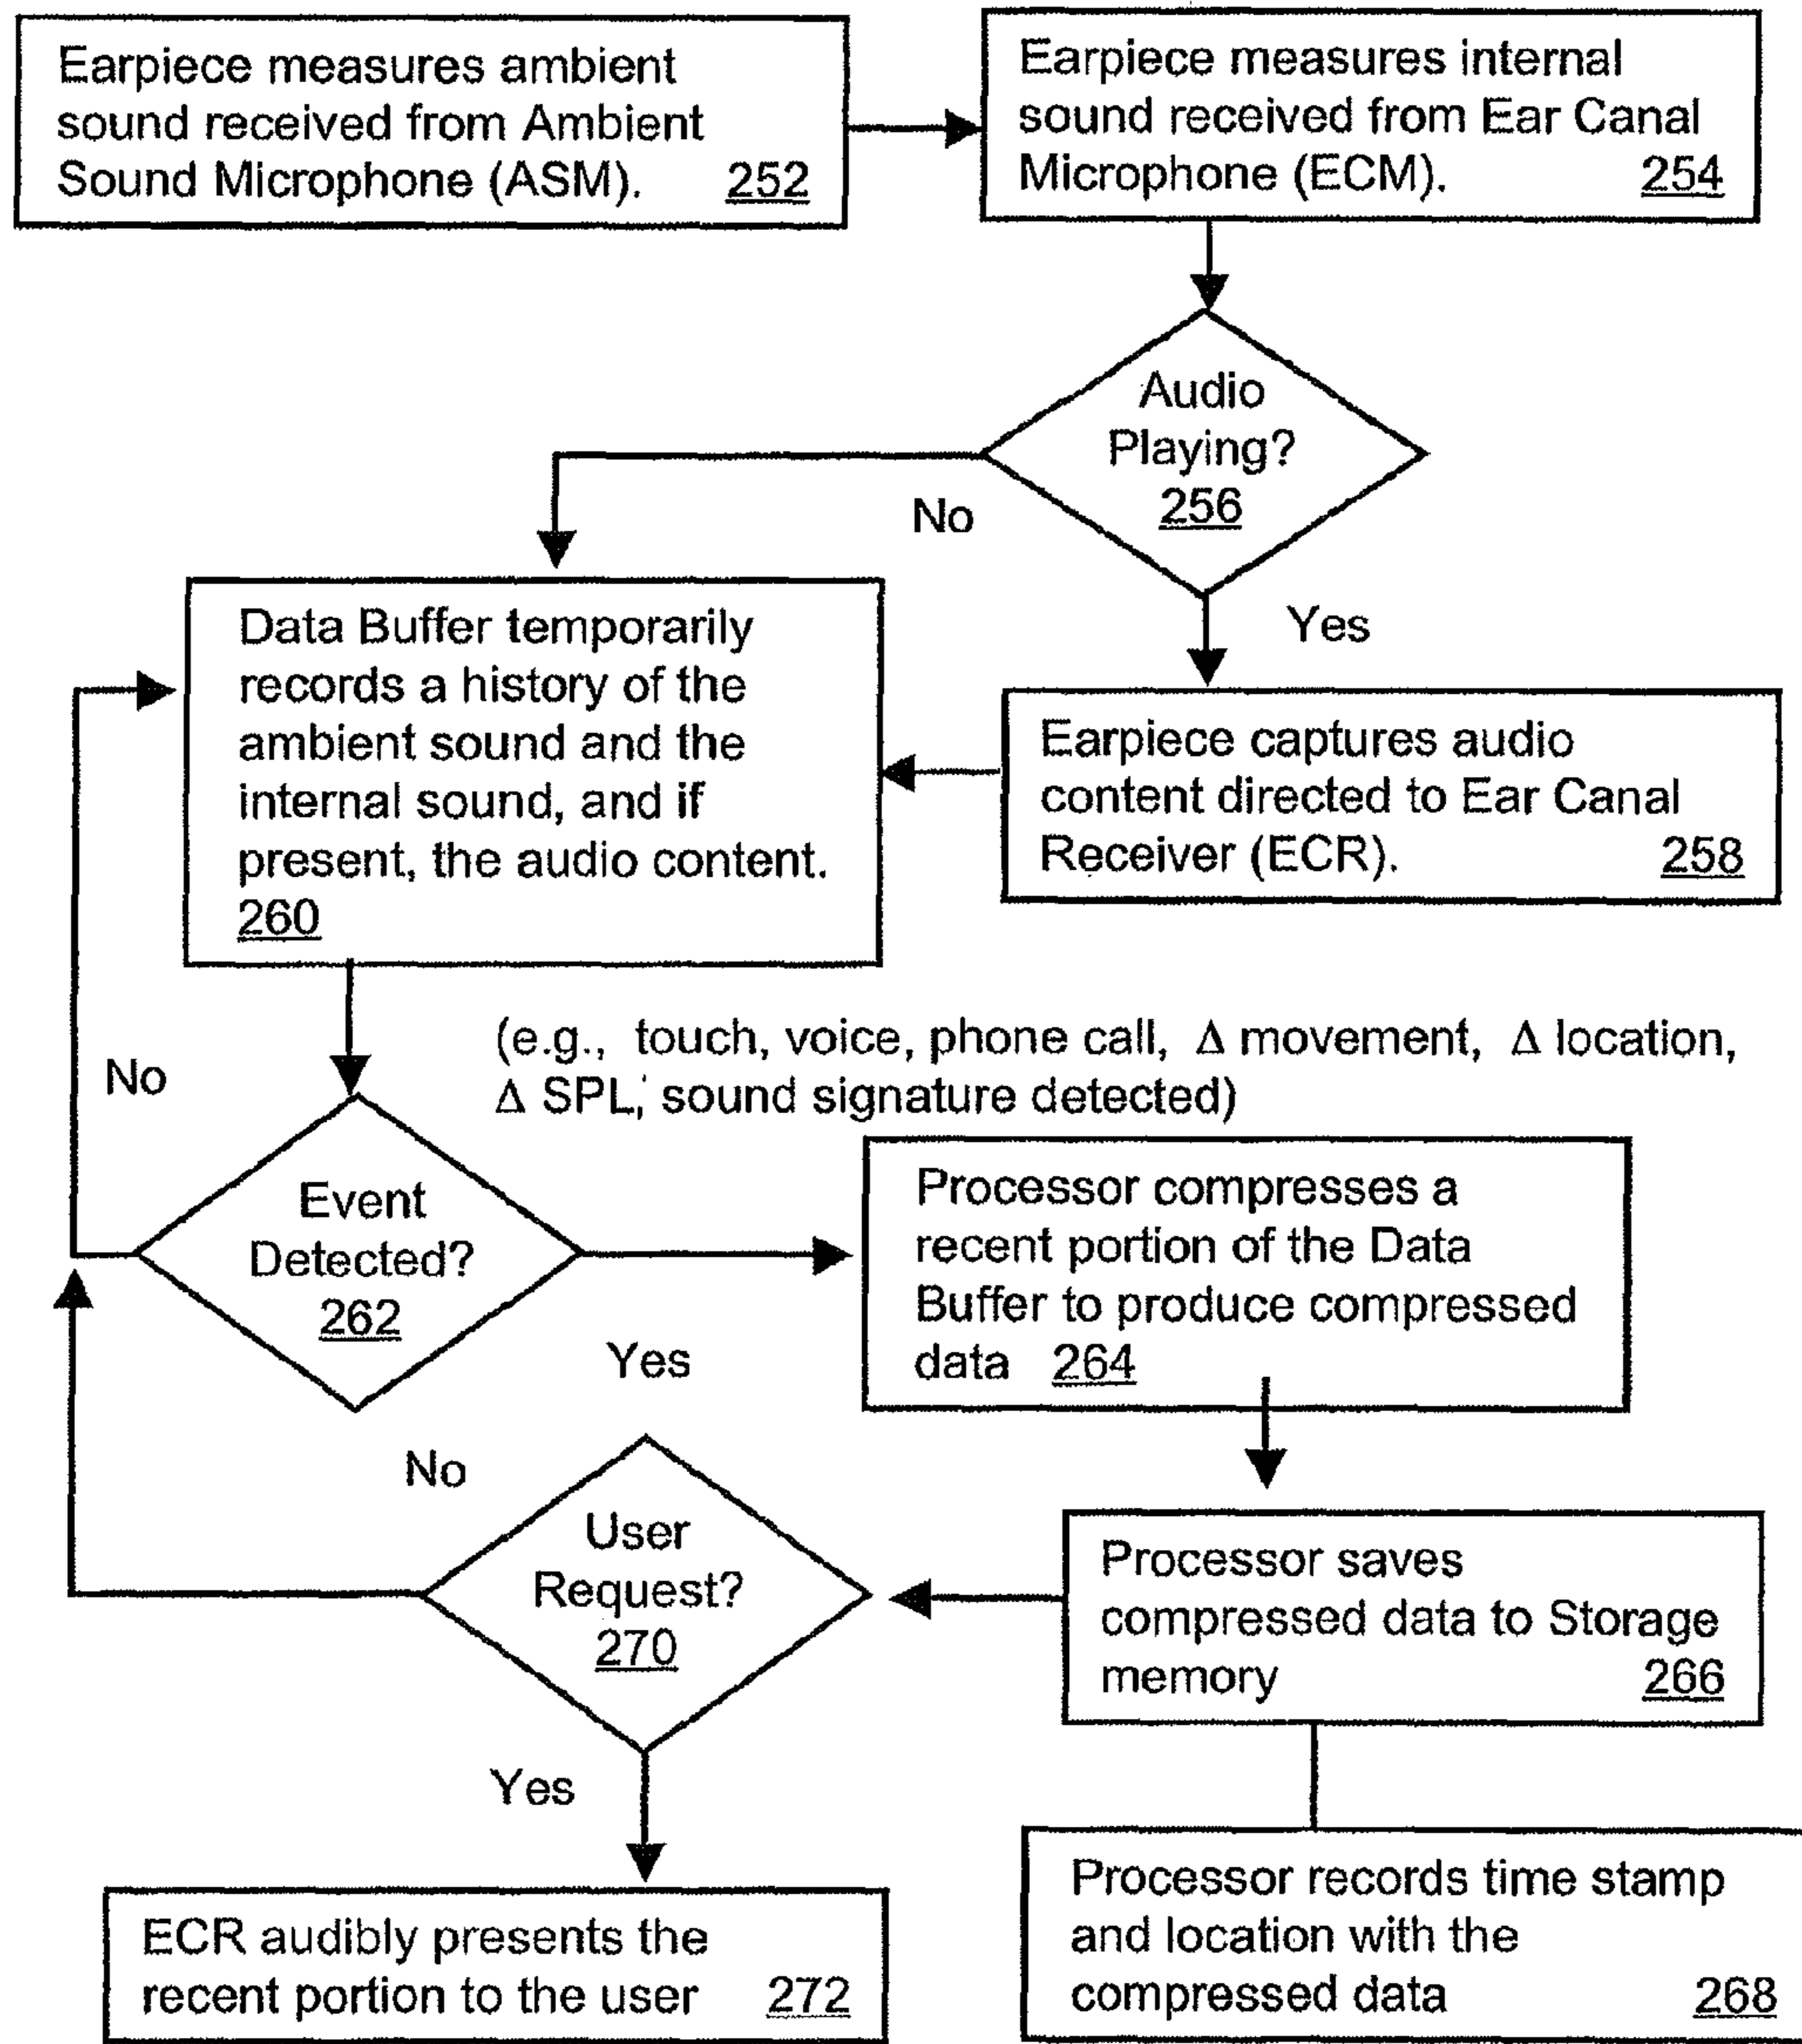 Earpiece measures ambient
sound received from Ambient
Sound Microphone (ASM). 252
Earpiece measures internal
sound received from Ear Canal
Microphone (ECM). 254
Audio
Playing?
256
No
Yes
Data Buffer temporarily
records a history of the
ambient sound and the
internal sound, and if
present, the audio content.
260
Earpiece captures audio
content directed to Ear Canal
Receiver (ECR). 258
(e.g., touch, voice, phone call, Δ movement, Δ location,
Δ SPL, sound signature detected)
No
Event
Detected?
262
Yes
Processor compresses a
recent portion of the Data
Buffer to produce compressed
data 264
No
User
Request?
270
Yes
Processor saves
compressed data to Storage
memory 266
ECR audibly presents the
recent portion to the user 272
Processor records time stamp
and location with the
compressed data 268